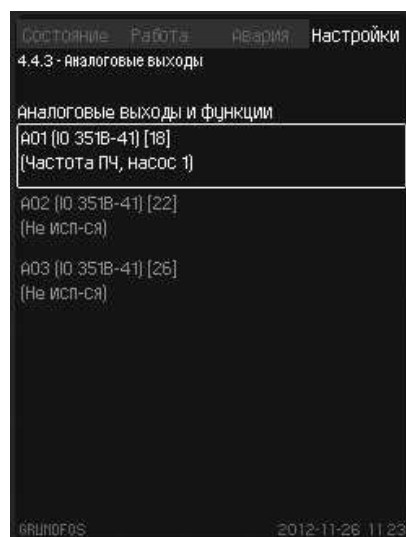 Состояние Работа Авария Настройки
4.4.3 - Аналоговые выходы
Аналоговые выходы и функции
AO1 (IO 351B-41) [18]
(Частота ПЧ, насос 1)
AO2 (IO 351B-41) [22]
(Не исп-ся)
AO3 (IO 351B-41) [26]
(Не исп-ся)
GRUNDFOS 2012-11-26 11:23